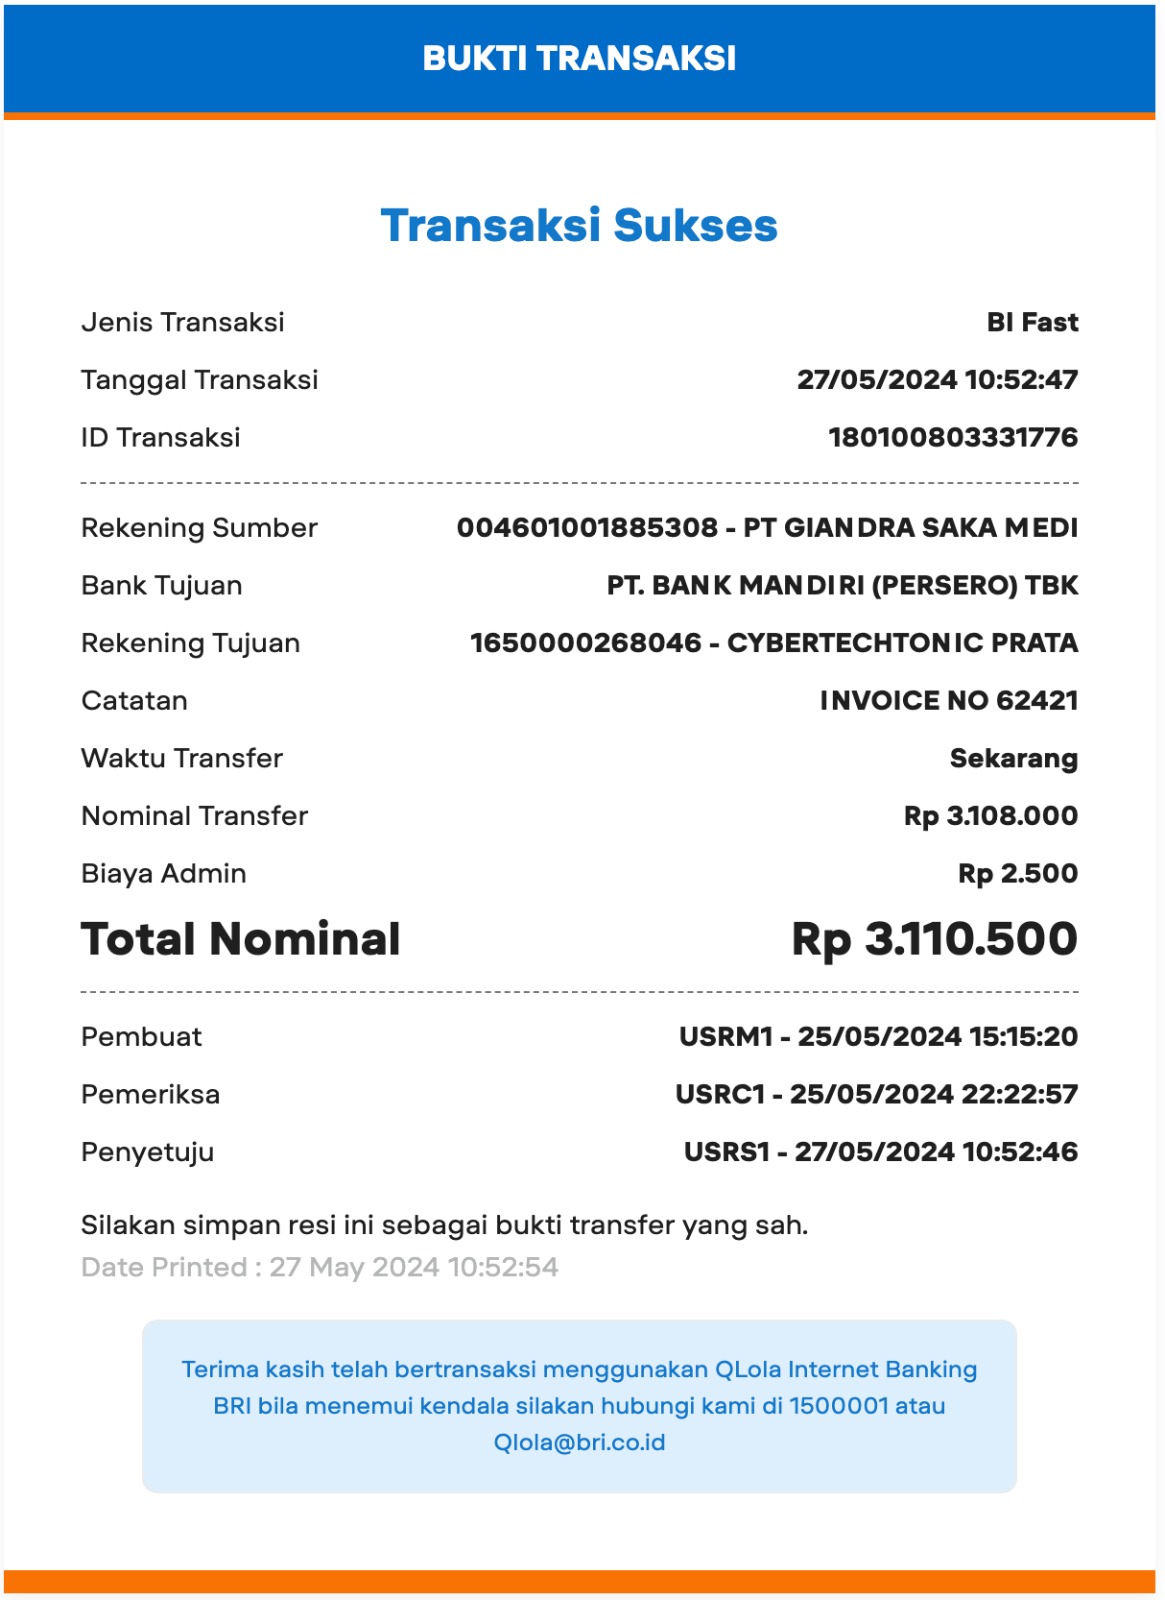 BUKTI TRANSAKSI
Transaksi Sukses
Jenis Transaksi BI Fast
Tanggal Transaksi 27/05/2024 10:52:47
ID Transaksi 180100803331776
Rekening Sumber 004601001885308 - PT GIANDRA SAKA MEDI
Bank Tujuan PT. BANK MANDIRI (PERSERO) TBK
Rekening Tujuan 1650000268046 - CYBERTECHTONIC PRATA
Catatan INVOICE NO 62421
Waktu Transfer Sekarang
Nominal Transfer Rp 3.108.000
Biaya Admin Rp 2.500
Total Nominal Rp 3.110.500
Pembuat USRM1 - 25/05/2024 15:15:20
Pemeriksa USRC1 - 25/05/2024 22:22:57
Penyetuju USRS1 - 27/05/2024 10:52:46
Silakan simpan resi ini sebagai bukti transfer yang sah.
Date Printed : 27 May 2024 10:52:54
Terima kasih telah bertransaksi menggunakan QLola Internet Banking
BRI bila menemui kendala silakan hubungi kami di 1500001 atau
Qlola@bri.co.id